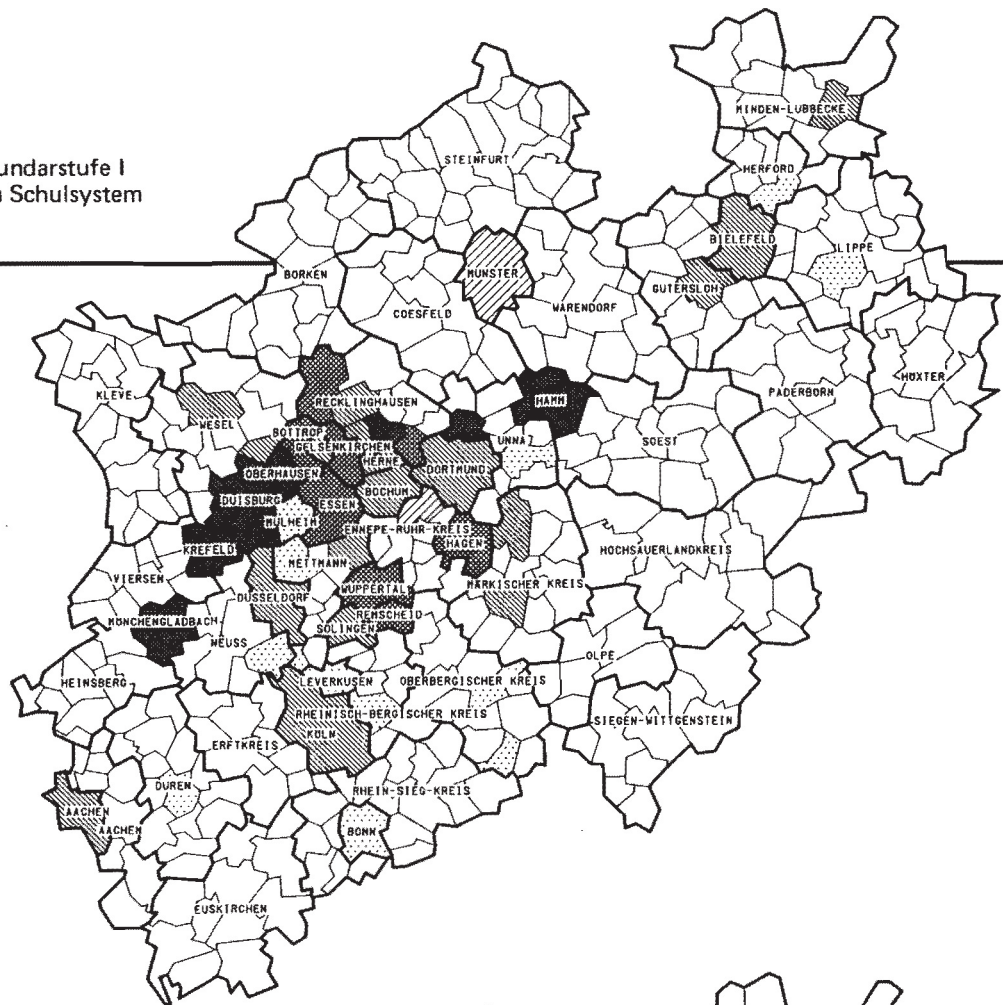 undarstufe I
Schulsystem
MINDEN-LUBBECKE
STEINFURT
HERFORD
BIELEFELD
LIPPE
MUNSTER
BORKEN
GUTERSLOH
COESFELD
WARENDORF
KLEVE
WESEL
RECKLINGHAUSEN
HAMM
PADERBORN
HOXTER
BOTTROP
GELSENKIRCHEN
HERNE
UNNA
SOEST
OBERHAUSEN
DORTMUND
DUISBURG
ESSEN
BOCHUM
MULHEIM
ENNEPE-RUHR-KREIS
KREFELD
HAGEN
HOCHSAUERLANDKREIS
METTMANN
VIERSEN
WUPPERTAL
MARKISCHER KREIS
DUSSELDORF
MONCHENGLADBACH
REMSCHEID
SOLINGEN
NEUSS
OLPE
HEINSBERG
LEVERKUSEN
OBERBERGISCHER KREIS
RHEINISCH-BERGISCHER KREIS
SIEGEN-WITTGENSTEIN
KOLN
ERFTKREIS
DUREN
RHEIN-SIEG-KREIS
AACHEN
AACHEN
BONN
EUSKIRCHEN